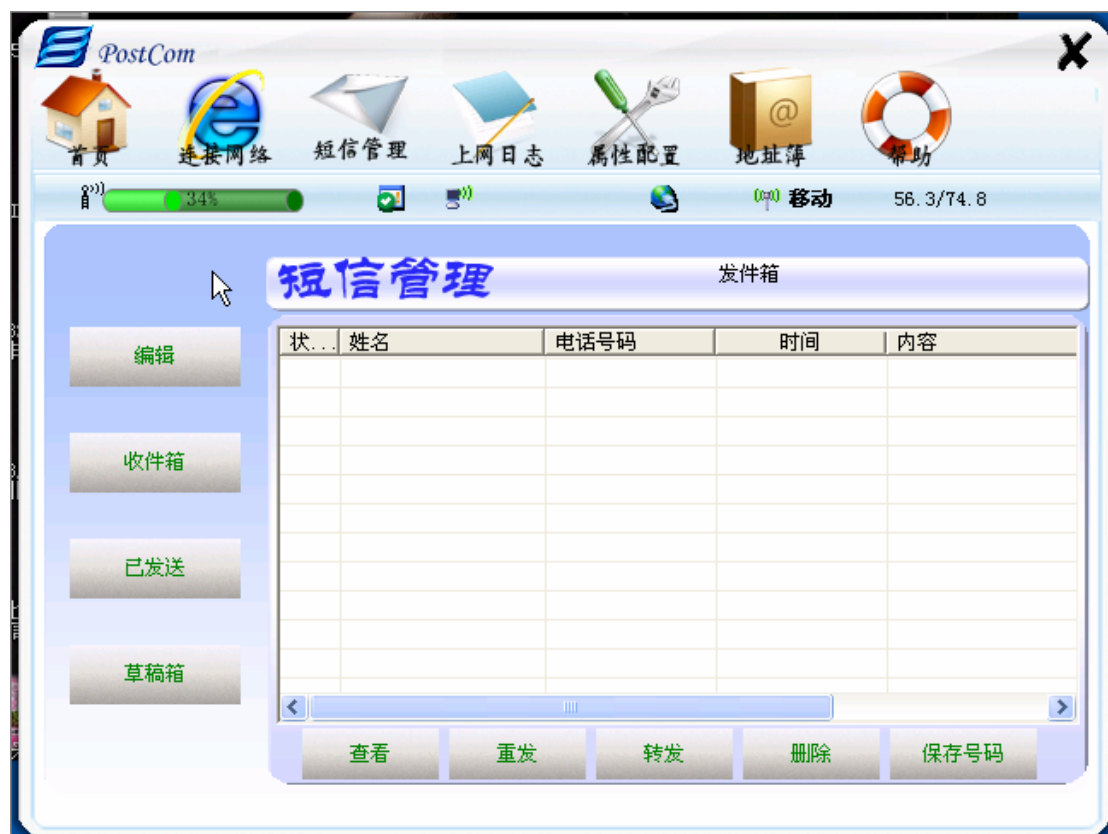 PostCom
首页 连接网络 短信管理 上网日志 属性配置 地址薄 帮助
34% 移动 56.3/74.8
短信管理 发件箱
状... 姓名 电话号码 时间 内容
编辑
收件箱
已发送
草稿箱
查看 重发 转发 删除 保存号码